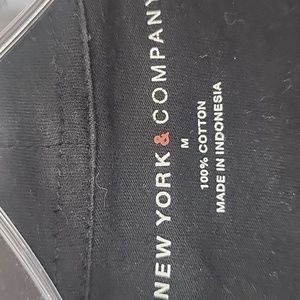 NEW YORK & COMPANY
M
100% COTTON
MADE IN INDONESIA